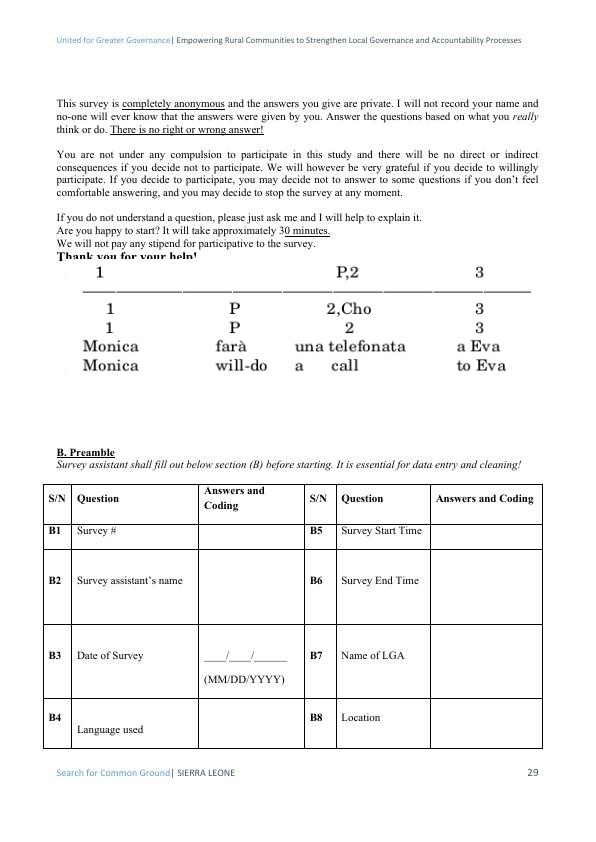 United for Greater Governance| Empowering Rural Communities to Strengthen Local Governance and Accountability Processes
This survey is completely anonymous and the answers you give are private. I will not record your name and
no-one will ever know that the answers were given by you. Answer the questions based on what you really
think or do. There is no right or wrong answer!
You are not under any compulsion to participate in this study and there will be no direct or indirect
consequences if you decide not to participate. We will however be very grateful if you decide to willingly
participate. If you decide to participate, you may decide not to answer to some questions if you don't feel
comfortable answering, and you may decide to stop the survey at any moment.
If you do not understand a question, please just ask me and I will help to explain it.
Are you happy to start? It will take approximately 30 minutes.
We will not pay any stipend for participative to the survey.
Thank you for your help!
1 P,2 3
1 P 2,Cho 3
1 P 2 3
Monica farà una telefonata a Eva
Monica will-do a call to Eva
B. Preamble
Survey assistant shall fill out below section (B) before starting. It is essential for data entry and cleaning!
S/N Question Answers and Coding S/N Question Answers and Coding
B1 Survey # B5 Survey Start Time
B2 Survey assistant's name B6 Survey End Time
B3 Date of Survey ____/____/______ (MM/DD/YYYY) B7 Name of LGA
B4 Language used B8 Location
Search for Common Ground| SIERRA LEONE 29